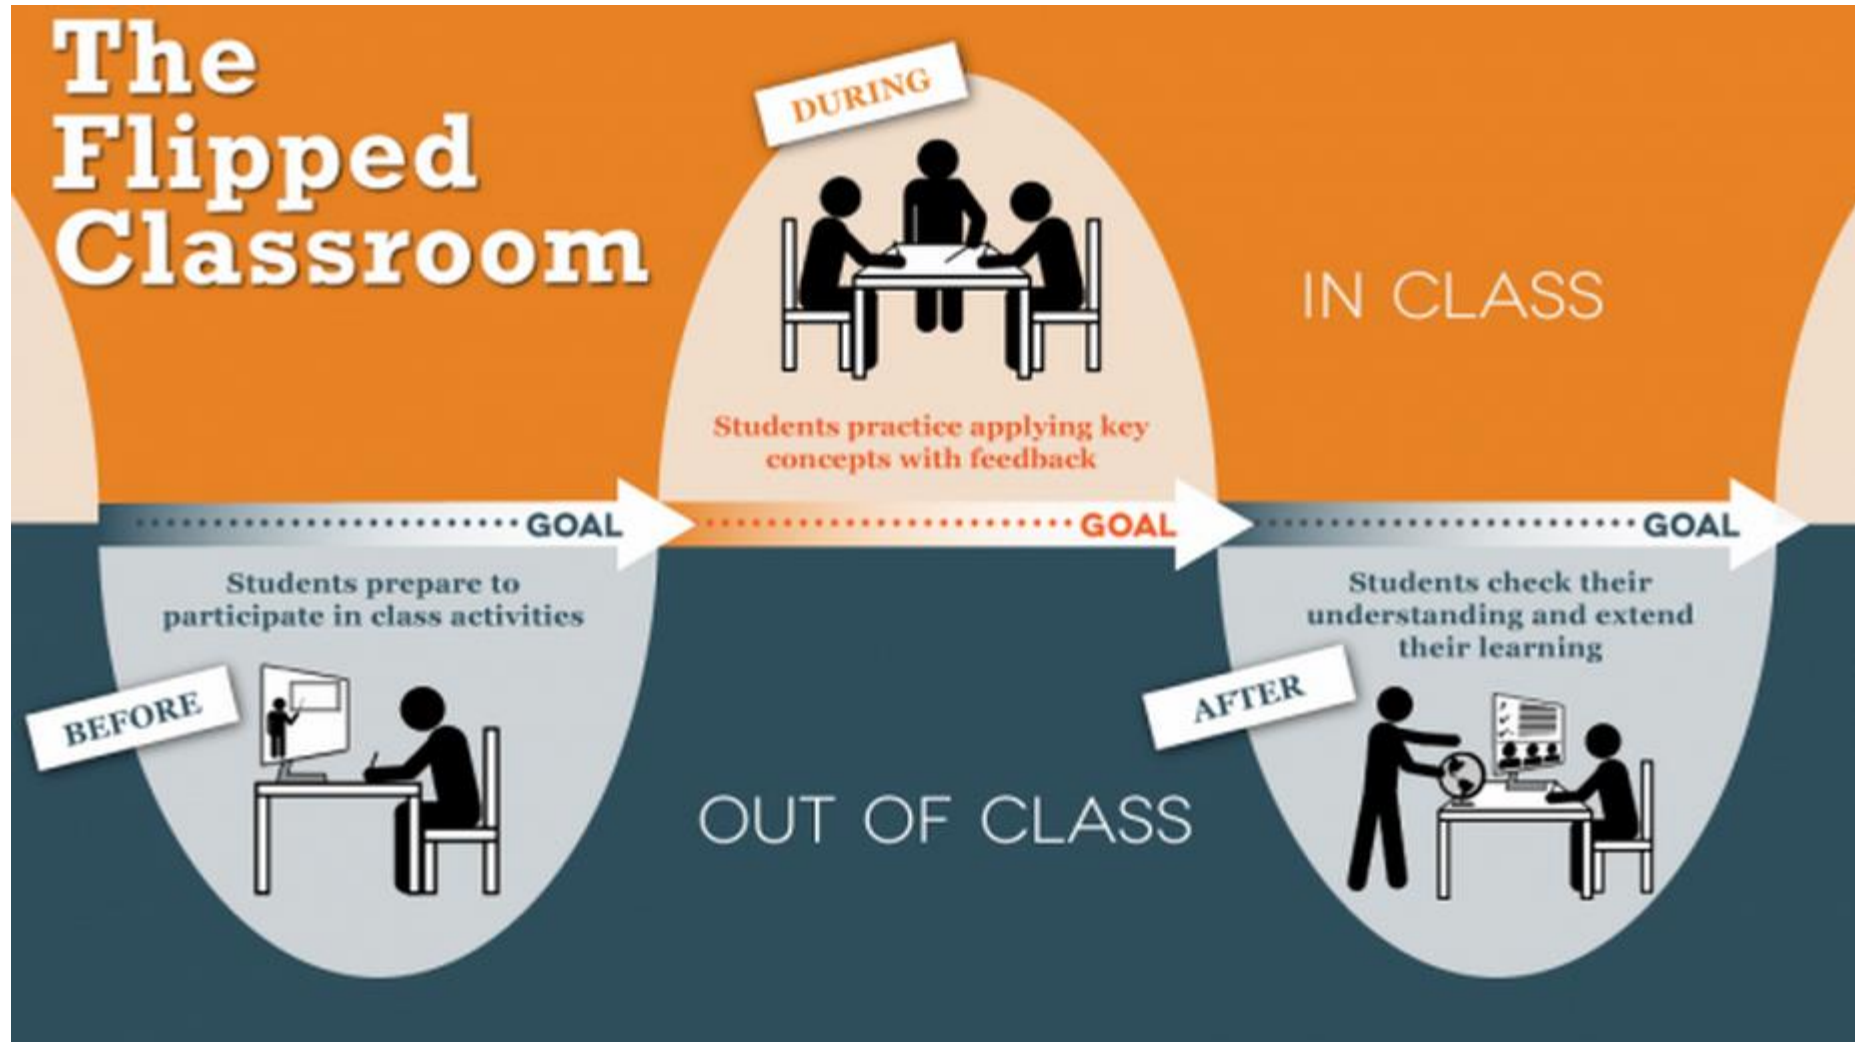 The
Flipped
Classroom
DURING
IN CLASS
Students practice applying key
concepts with feedback
GOAL
GOAL
GOAL
Students prepare to
participate in class activities
BEFORE
OUT OF CLASS
Students check their
understanding and extend
their learning
AFTER